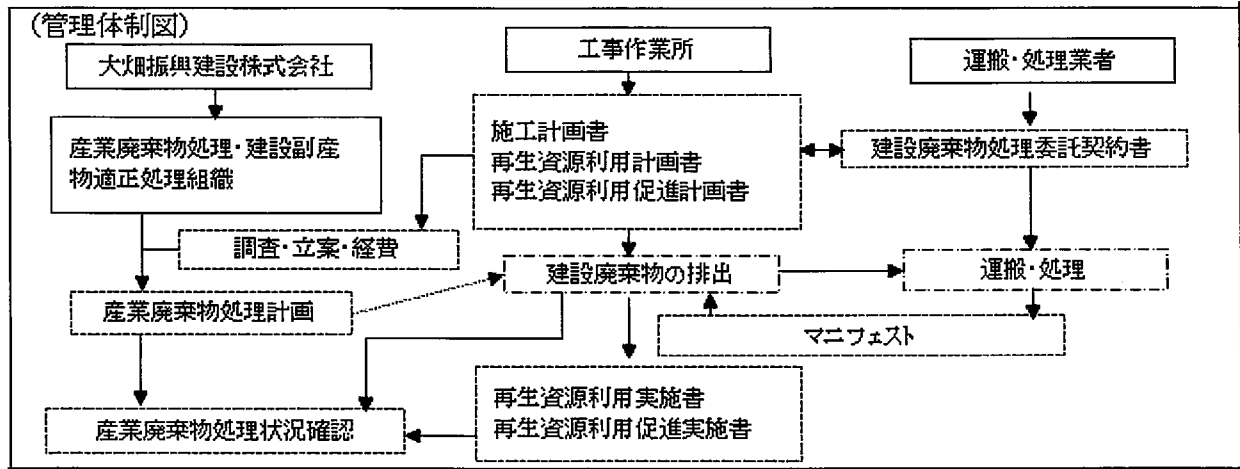 (管理体制図)
大畑振興建設株式会社
産業廃棄物処理・建設副産
物適正処理組織
調査・立案・経費
産業廃棄物処理計画
産業廃棄物処理状況確認
工事作業所
施工計画書
再生資源利用計画書
再生資源利用促進計画書
建設廃棄物の排出
再生資源利用実施書
再生資源利用促進実施書
運搬・処理業者
建設廃棄物処理委託契約書
運搬・処理
マニフェスト